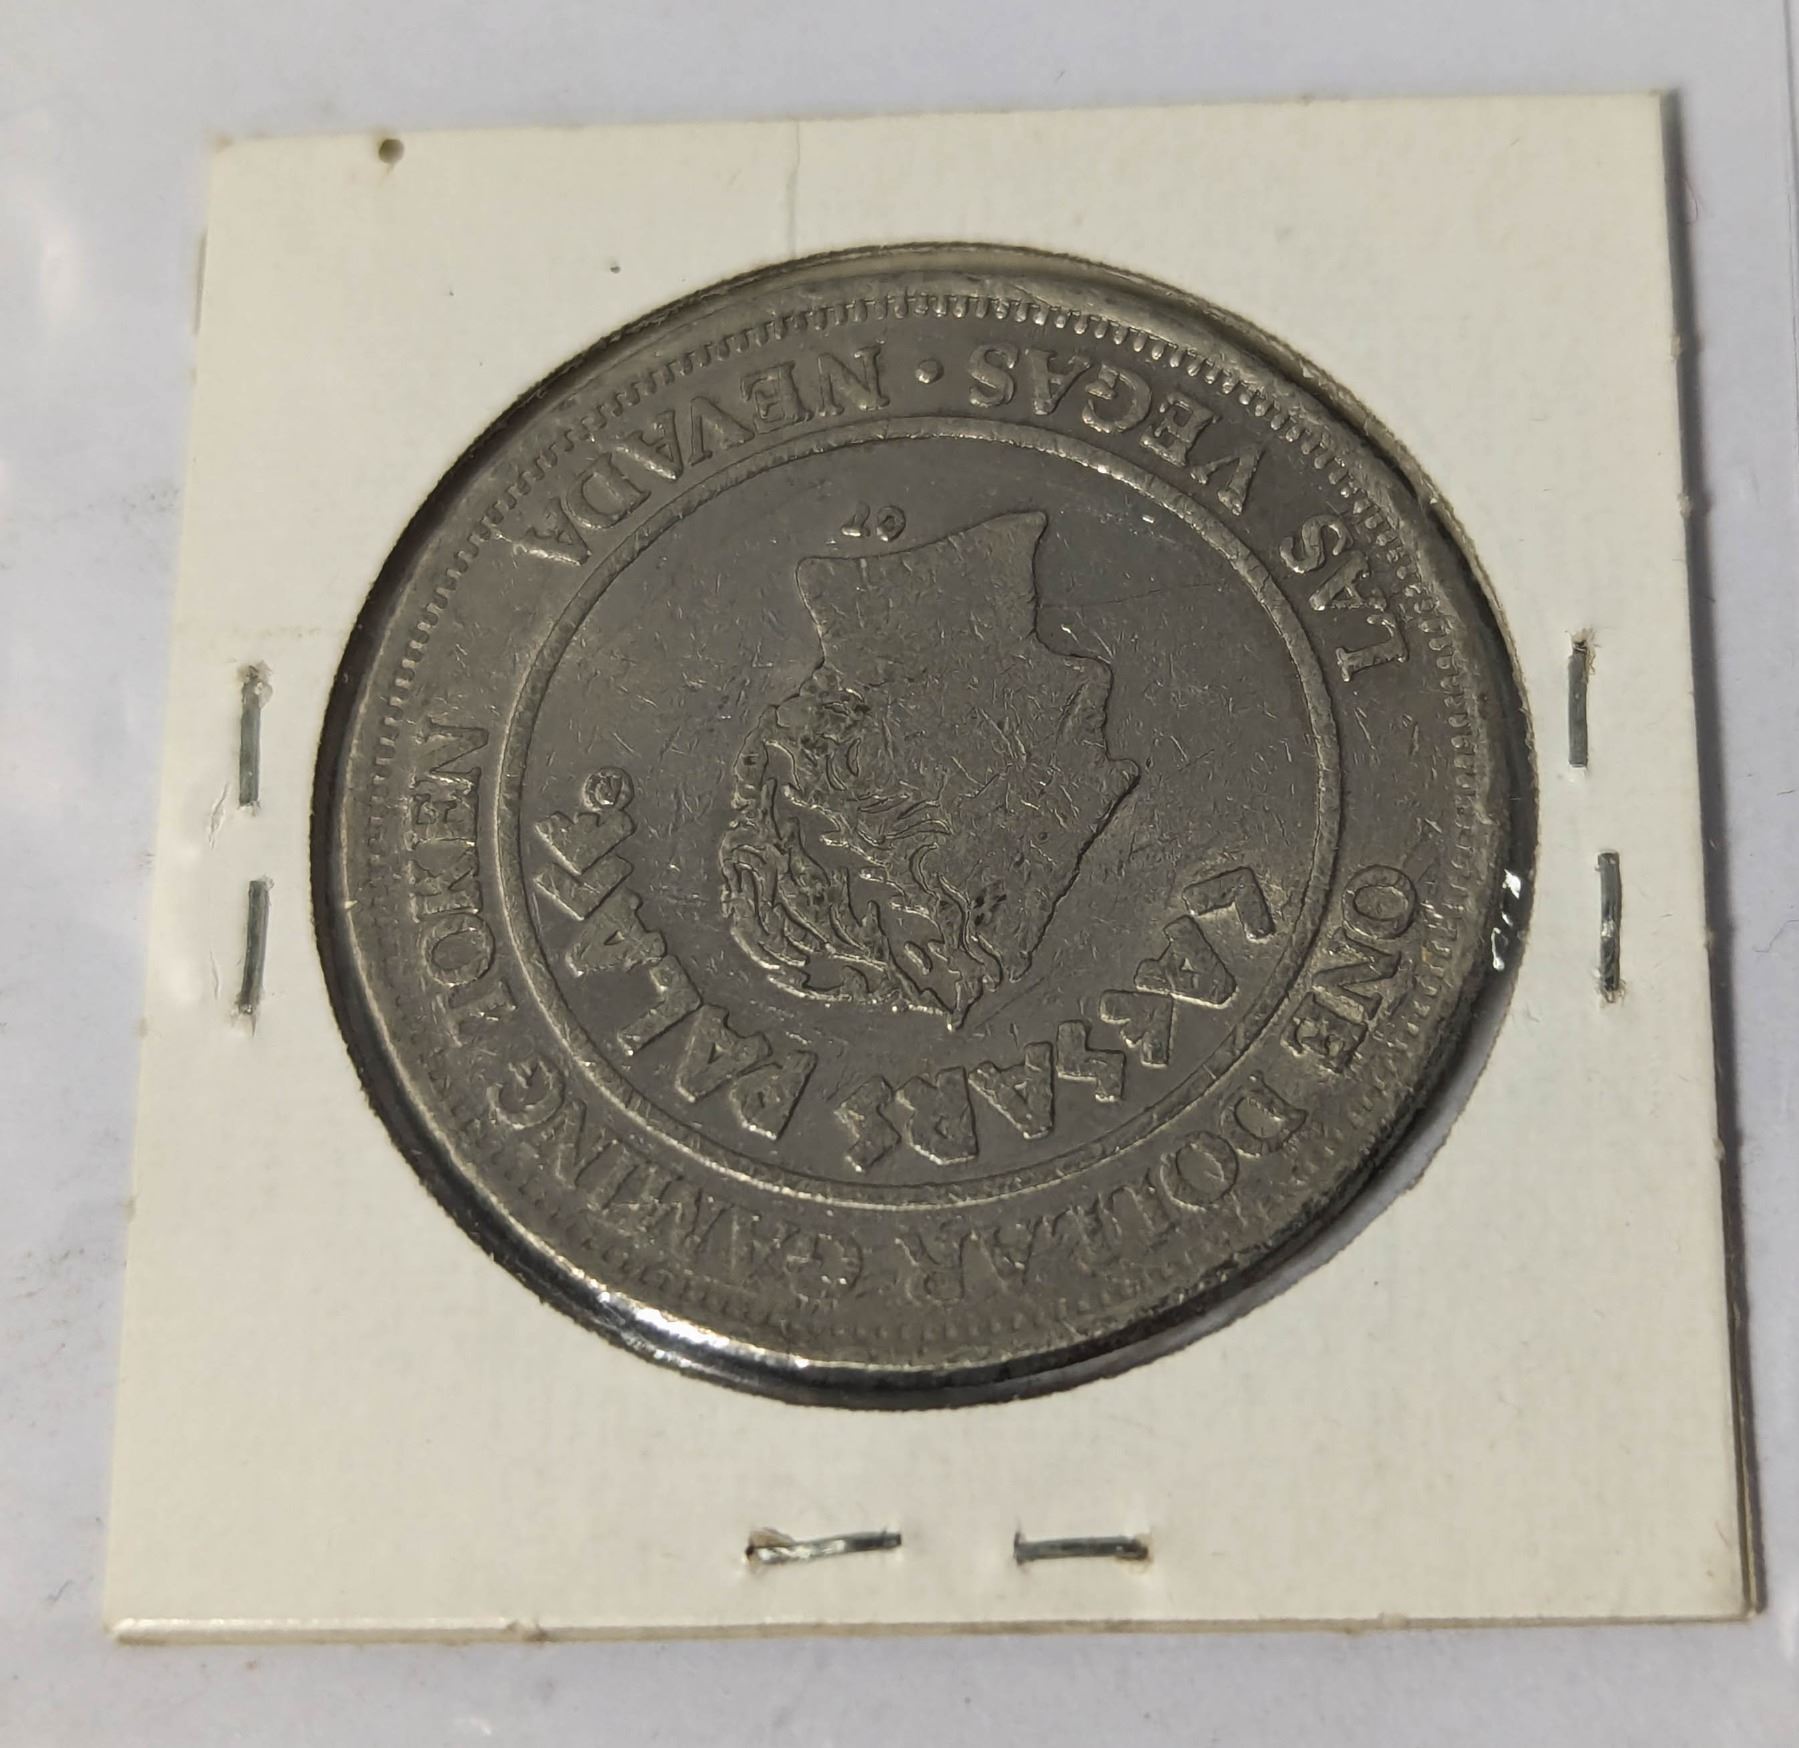 CAESARS PALACE®
LAS VEGAS • NEVADA
ONE DOLLAR GAMING TOKEN